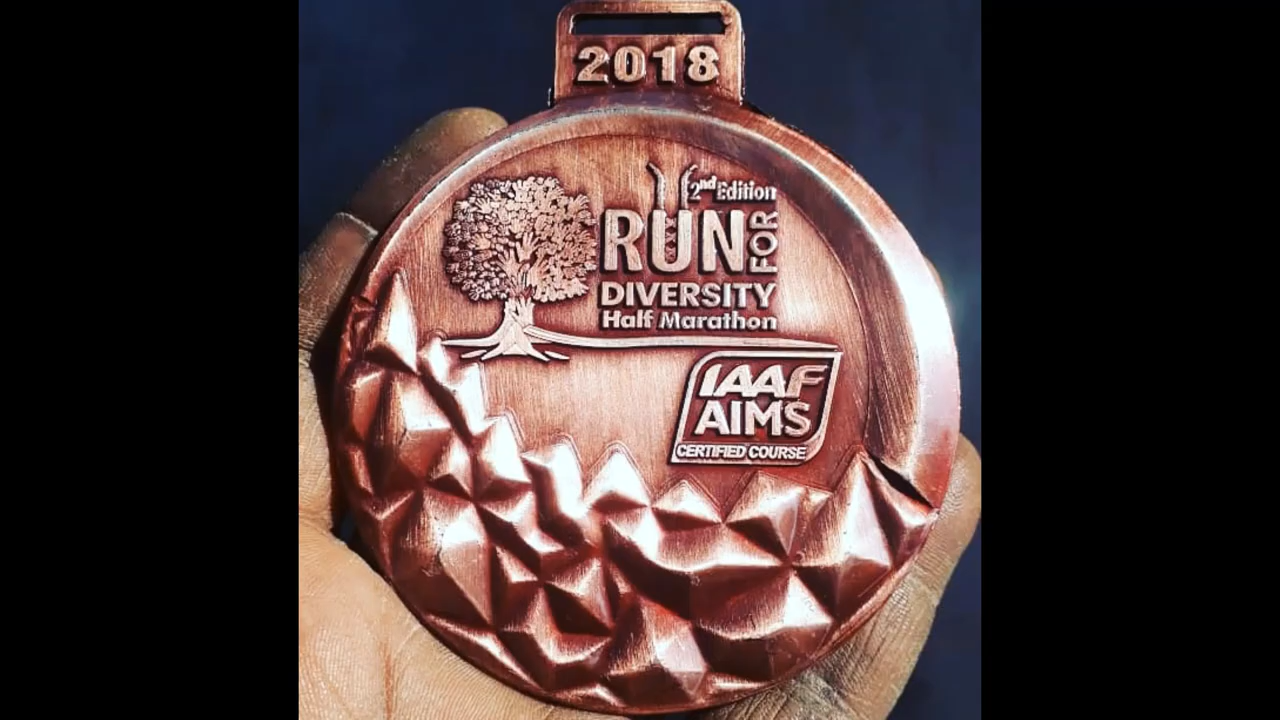 2018
2nd Edition
RUN FOR
DIVERSITY
Half Marathon
IAAF
AIMS
CERTIFIED COURSE